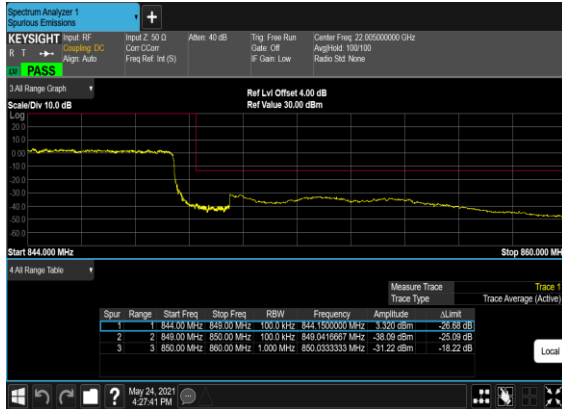 Spectrum Analyzer 1
Spurious Emissions
KEYSIGHT Input: RF Input Z: 50 Ω Atten: 40 dB Trig: Free Run Center Freq: 22.005000000 GHz
R T Coupling: DC Corr CCorr Gate: Off Avg|Hold: 100/100
Align: Auto Freq Ref: Int (S) IF Gain: Low Radio Std: None
PASS
3 All Range Graph
Ref Lvl Offset 4.00 dB
Scale/Div 10.0 dB Ref Value 30.00 dBm
Log
20.0
10.0
0.00
-10.0
-20.0
-30.0
-40.0
-50.0
-60.0
Start 844.000 MHz Stop 860.000 MH
4 All Range Table
Measure Trace Trace 1
Trace Type Trace Average (Active)
Spur Range Start Freq Stop Freq RBW Frequency Amplitude ΔLimit
1 1 844.00 MHz 849.00 MHz 100.0 kHz 844.1500000 MHz 3.320 dBm -26.68 dB
2 2 849.00 MHz 850.00 MHz 100.0 kHz 849.0416667 MHz -38.09 dBm -25.09 dB
3 3 850.00 MHz 860.00 MHz 1.000 MHz 850.0333333 MHz -31.22 dBm -18.22 dB
Local
? May 24, 2021
4:27:41 PM